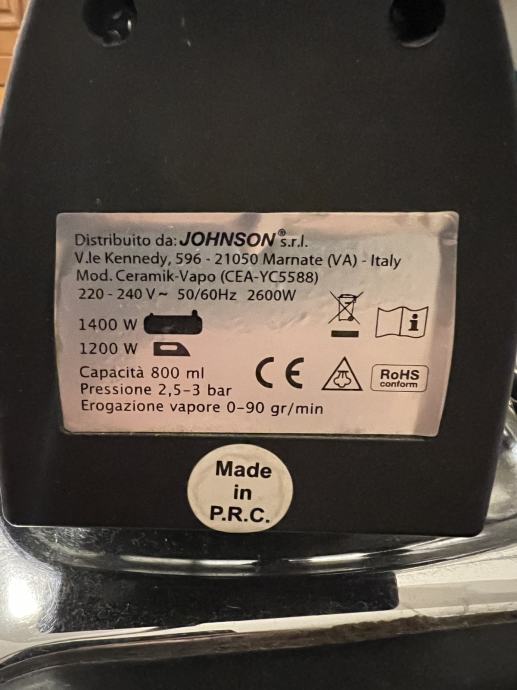 Distribuito da: JOHNSON® s.r.l.
V.le Kennedy, 596 - 21050 Marnate (VA) - Italy
Mod. Ceramik-Vapo (CEA-YC5588)
220 - 240 V~ 50/60Hz 2600W
1400 W
1200 W
Capacità 800 ml
Pressione 2,5-3 bar
Erogazione vapore 0-90 gr/min
CE
RoHS
conform
Made
in
P.R.C.